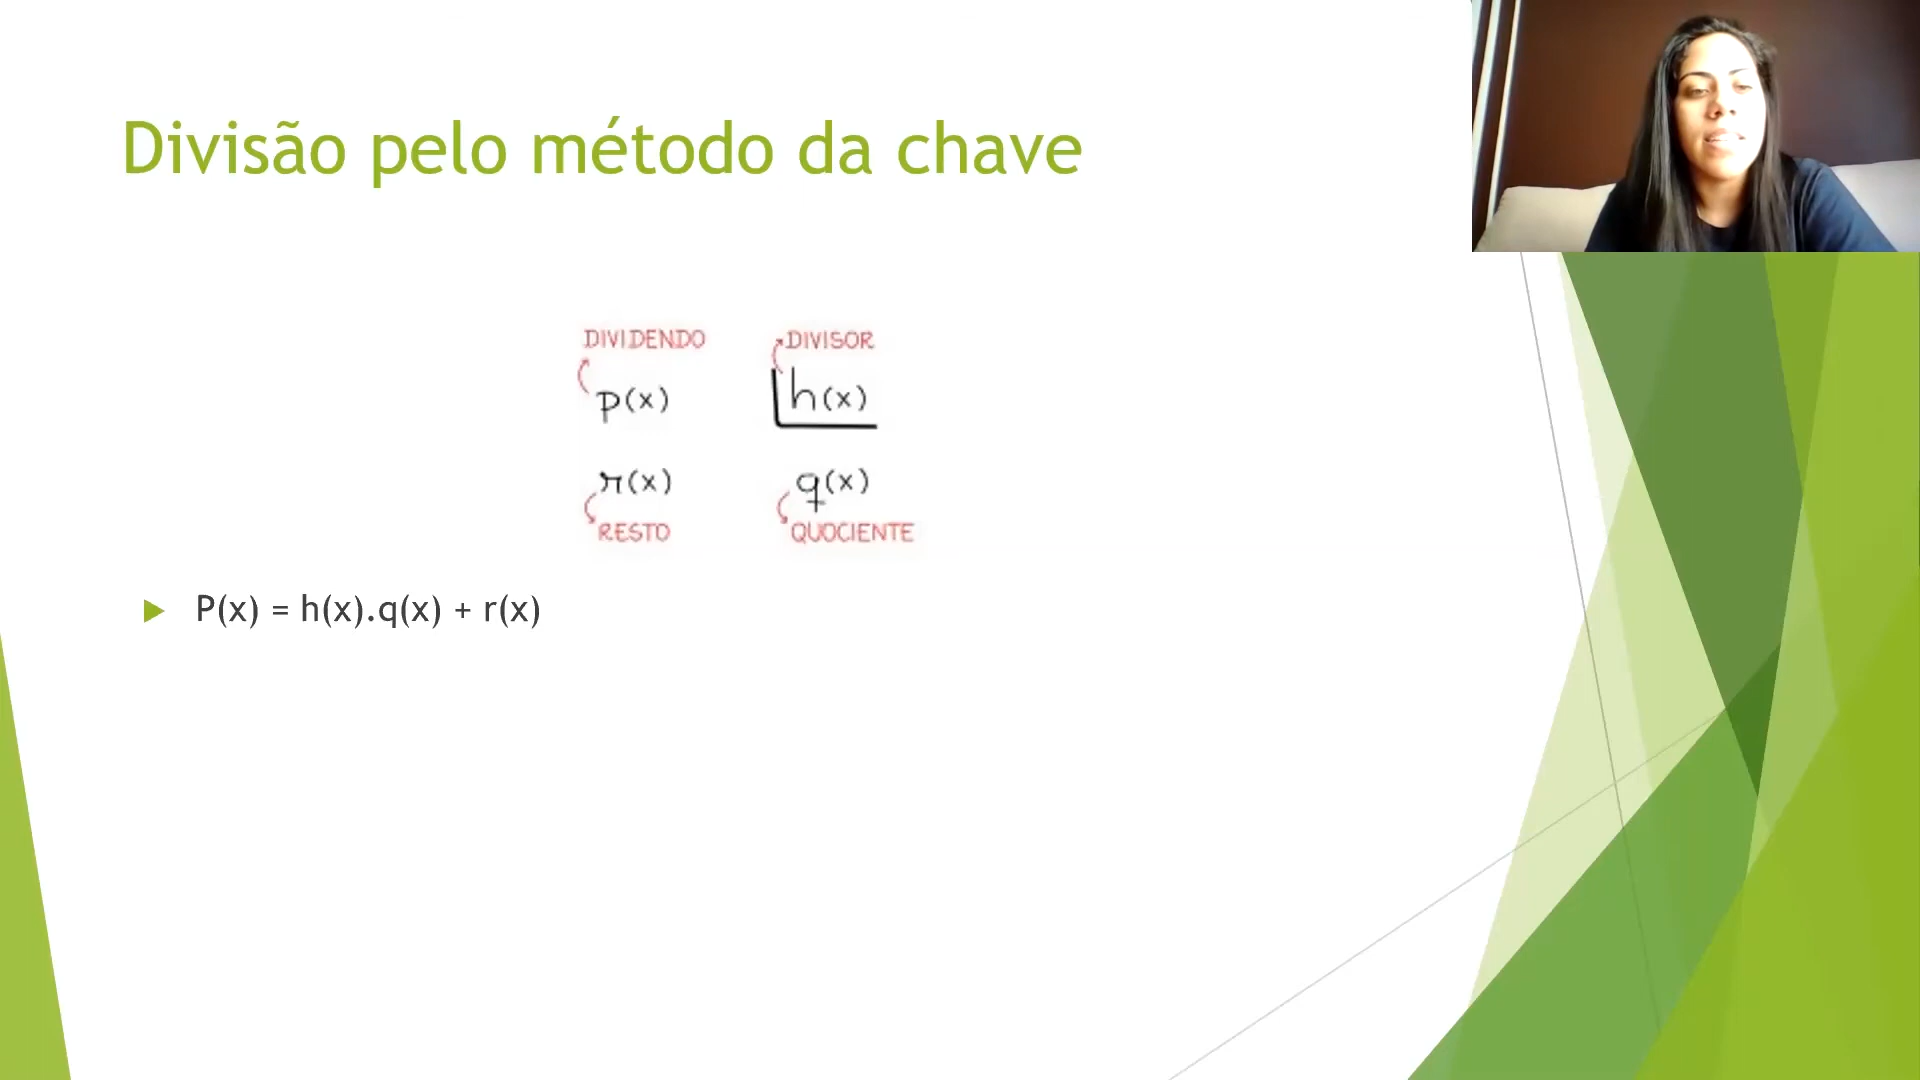 Divisão pelo método da chave
DIVIDENDO DIVISOR
p(x) h(x)
r(x) q(x)
RESTO QUOCIENTE
P(x) = h(x).q(x) + r(x)